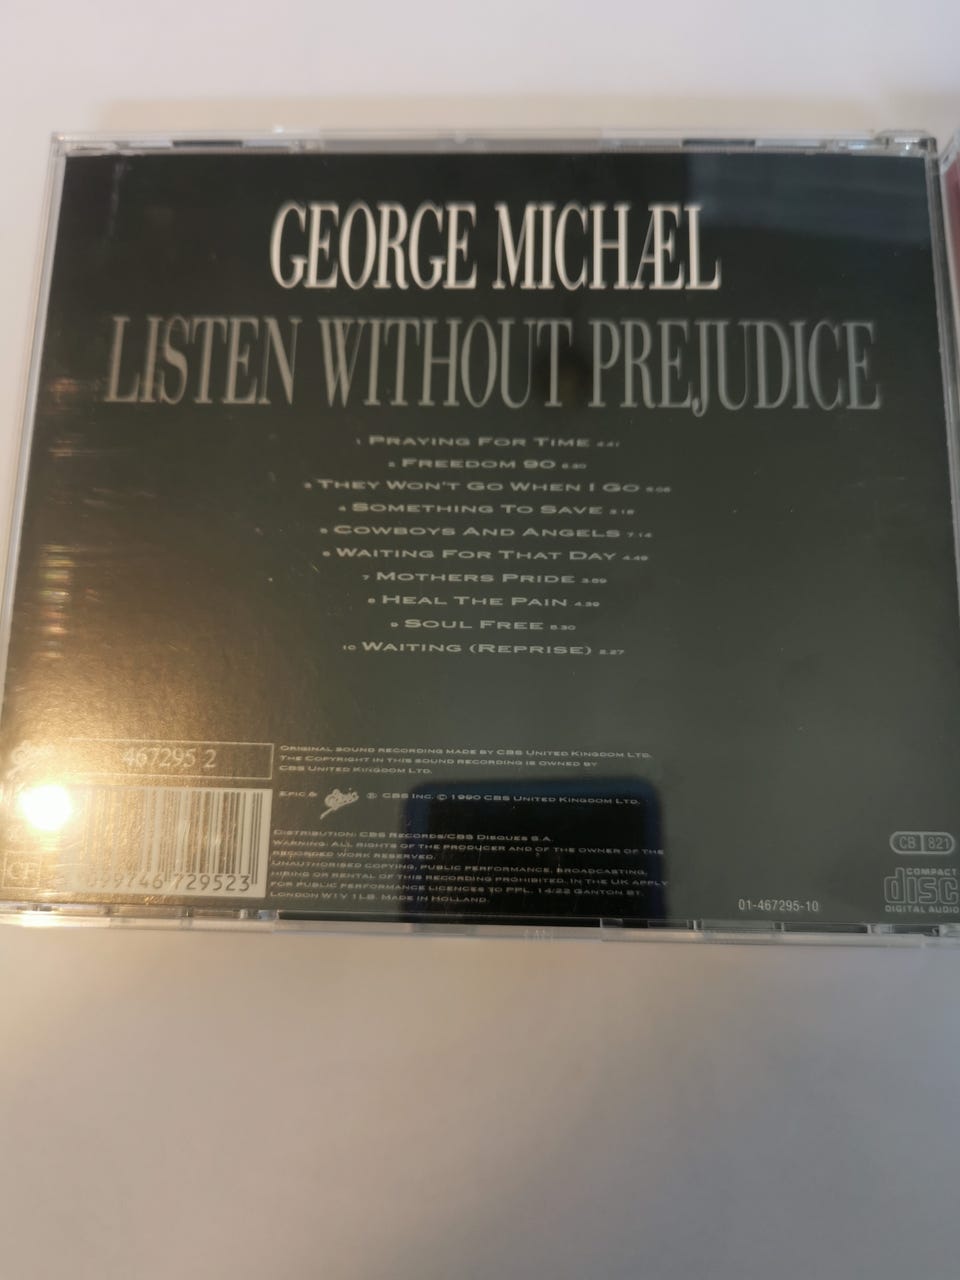 GEORGE MICHÆL
LISTEN WITHOUT PREJUDICE
1 PRAYING FOR TIME 4.41
2 FREEDOM 90 6.30
3 THEY WON'T GO WHEN I GO 5.06
4 SOMETHING TO SAVE 3.18
5 COWBOYS AND ANGELS 7.14
6 WAITING FOR THAT DAY 4.49
7 MOTHERS PRIDE 3.59
8 HEAL THE PAIN 4.39
9 SOUL FREE 5.30
10 WAITING (REPRISE) 2.27
467295 2
ORIGINAL SOUND RECORDING MADE BY CBS UNITED KINGDOM LTD.
THE COPYRIGHT IN THIS SOUND RECORDING IS OWNED BY
CBS UNITED KINGDOM LTD.
EPIC & Epic ® CBS INC. © 1990 CBS UNITED KINGDOM LTD.
DISTRIBUTION: CBS RECORDS/CBS DISQUES S.A.
WARNING: ALL RIGHTS OF THE PRODUCER AND OF THE OWNER OF THE
RECORDED WORK RESERVED.
UNAUTHORISED COPYING, PUBLIC PERFORMANCE, BROADCASTING,
HIRING OR RENTAL OF THIS RECORDING PROHIBITED. IN THE UK APPLY
FOR PUBLIC PERFORMANCE LICENCES TO PPL, 14/22 GANTON ST.
LONDON W1V 1LB. MADE IN HOLLAND.
099746 729523
01-467295-10
CB 821
COMPACT
disc
DIGITAL AUDIO